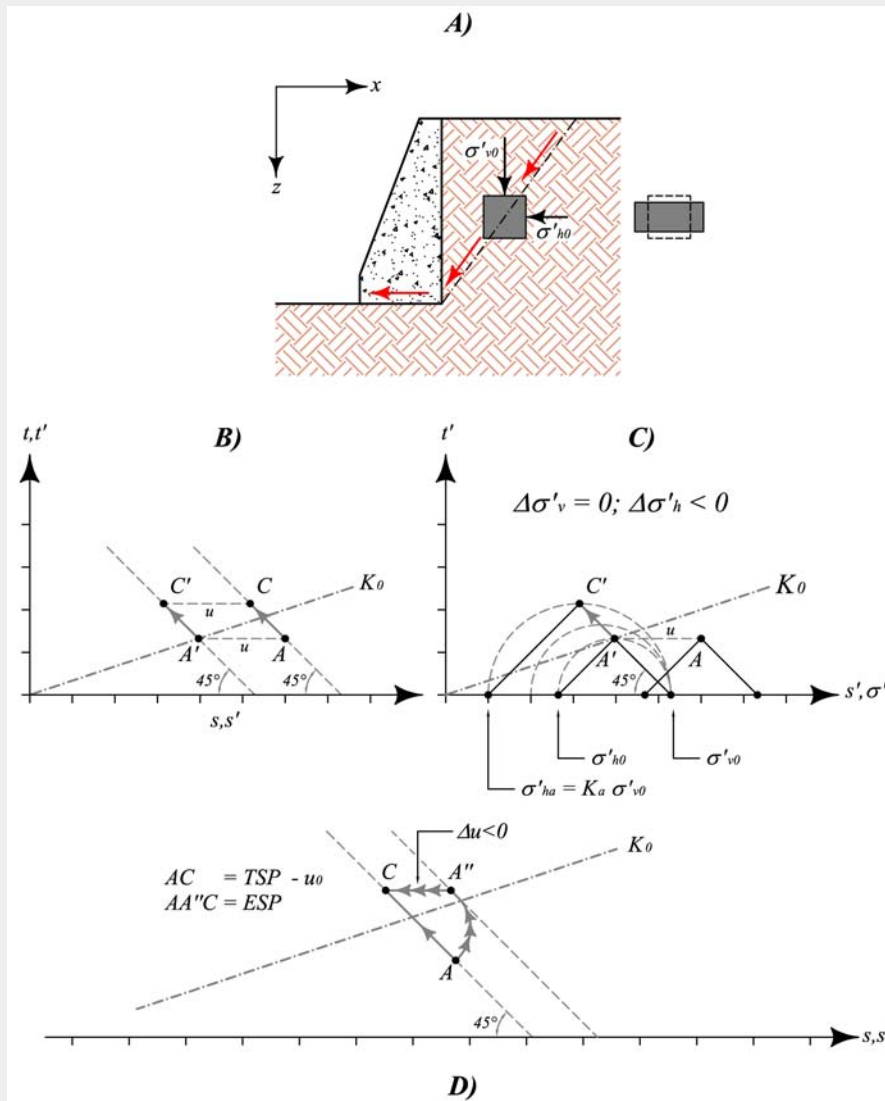 A)
x
z
σ'v0
σ'h0
t,t'
B)
C'
C
K0
u
A'
u
A
45°
45°
s,s'
t'
C)
Δσ'v = 0; Δσ'h < 0
C'
K0
u
A'
A
45°
s',σ'
σ'h0
σ'v0
σ'ha = Ka σ'v0
Δu<0
K0
C
A"
AC = TSP - u0
AA"C = ESP
A
45°
s,s
D)